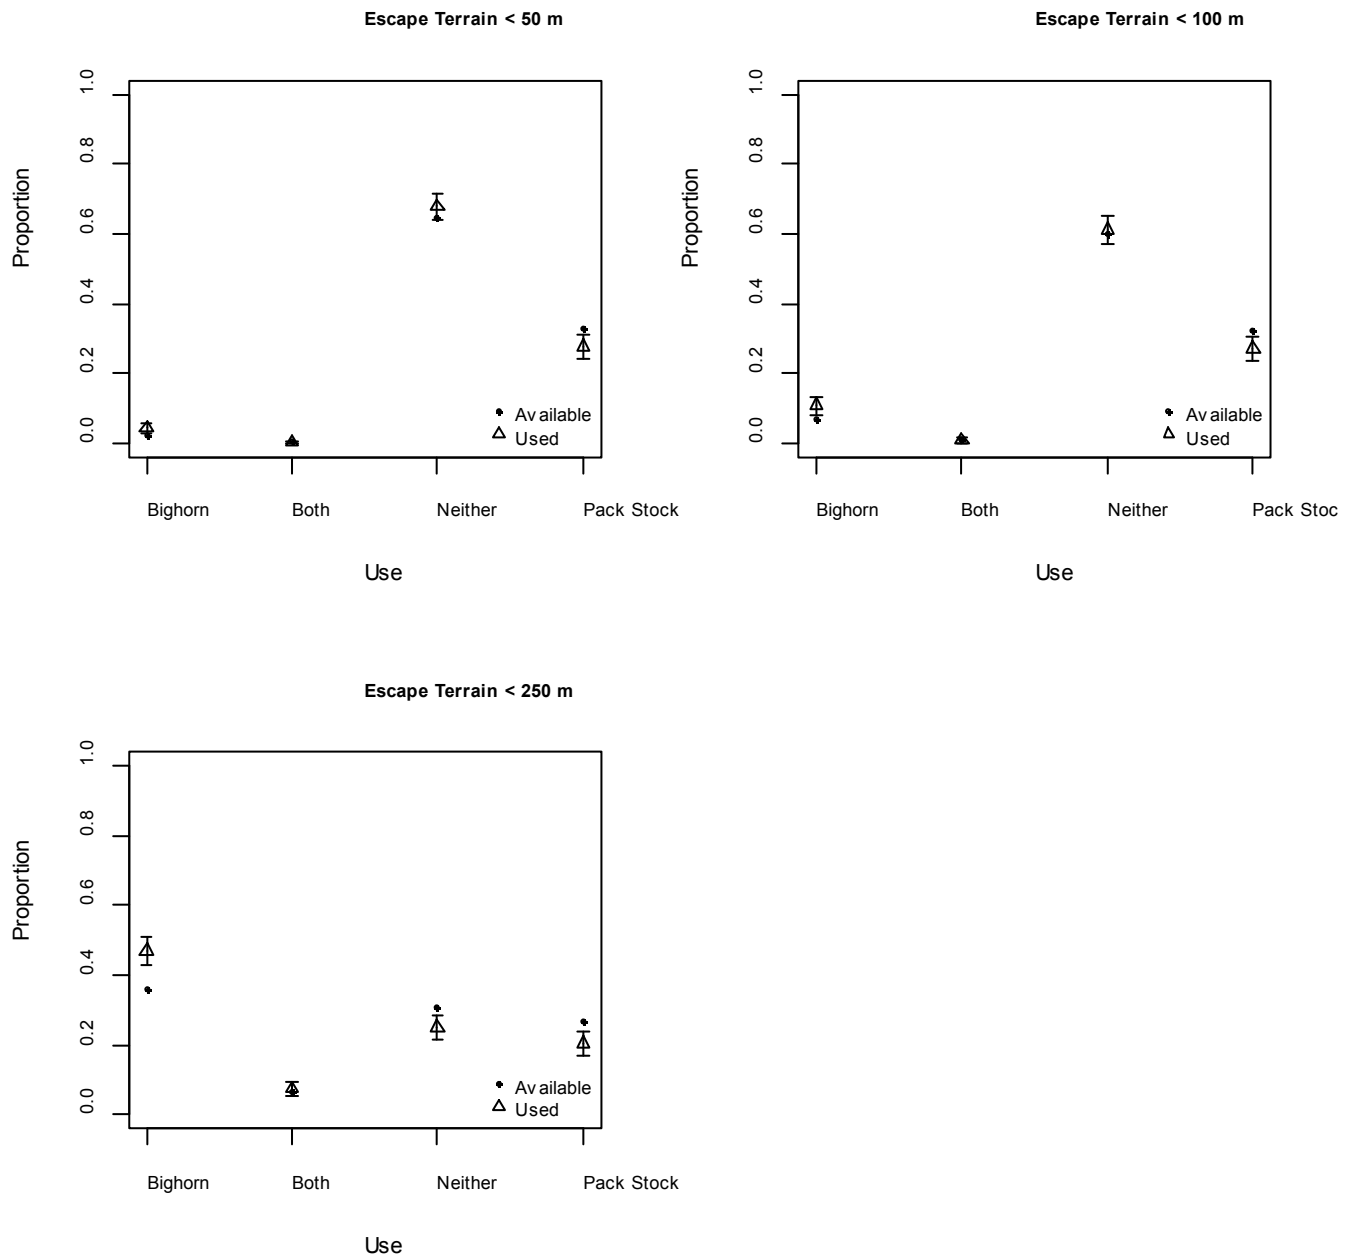 Escape Terrain < 50 m
Proportion
1.0
0.8
0.6
0.4
0.2
0.0
Available
Used
Bighorn Both Neither Pack Stock
Use
Escape Terrain < 100 m
Proportion
1.0
0.8
0.6
0.4
0.2
0.0
Available
Used
Bighorn Both Neither Pack Stoc
Use
Escape Terrain < 250 m
Proportion
1.0
0.8
0.6
0.4
0.2
0.0
Available
Used
Bighorn Both Neither Pack Stock
Use